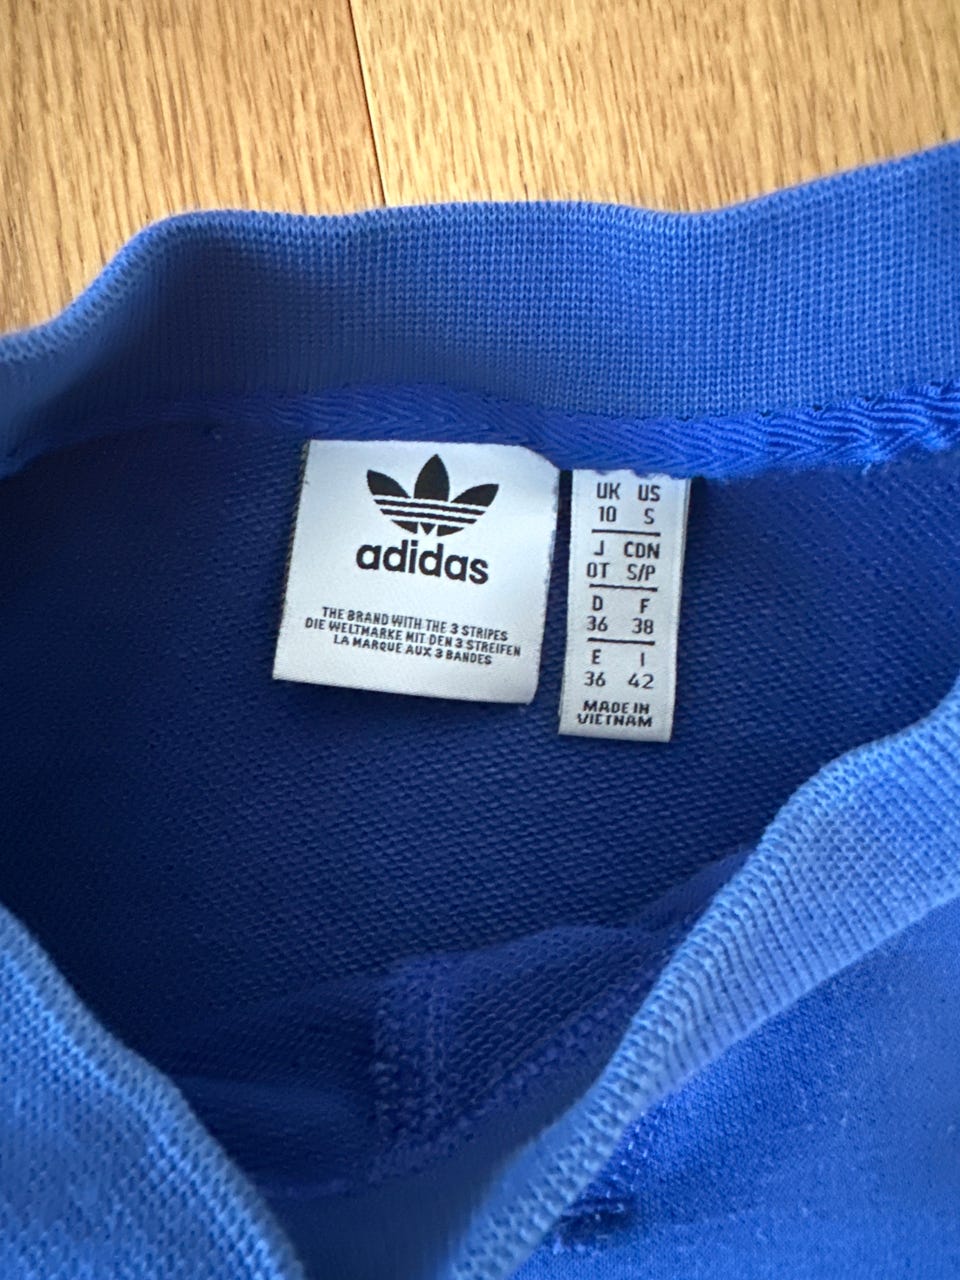 adidas
THE BRAND WITH THE 3 STRIPES
DIE WELTMARKE MIT DEN 3 STREIFEN
LA MARQUE AUX 3 BANDES
UK US
10 S
J CDN
OT S/P
D F
36 38
E I
36 42
MADE IN
VIETNAM